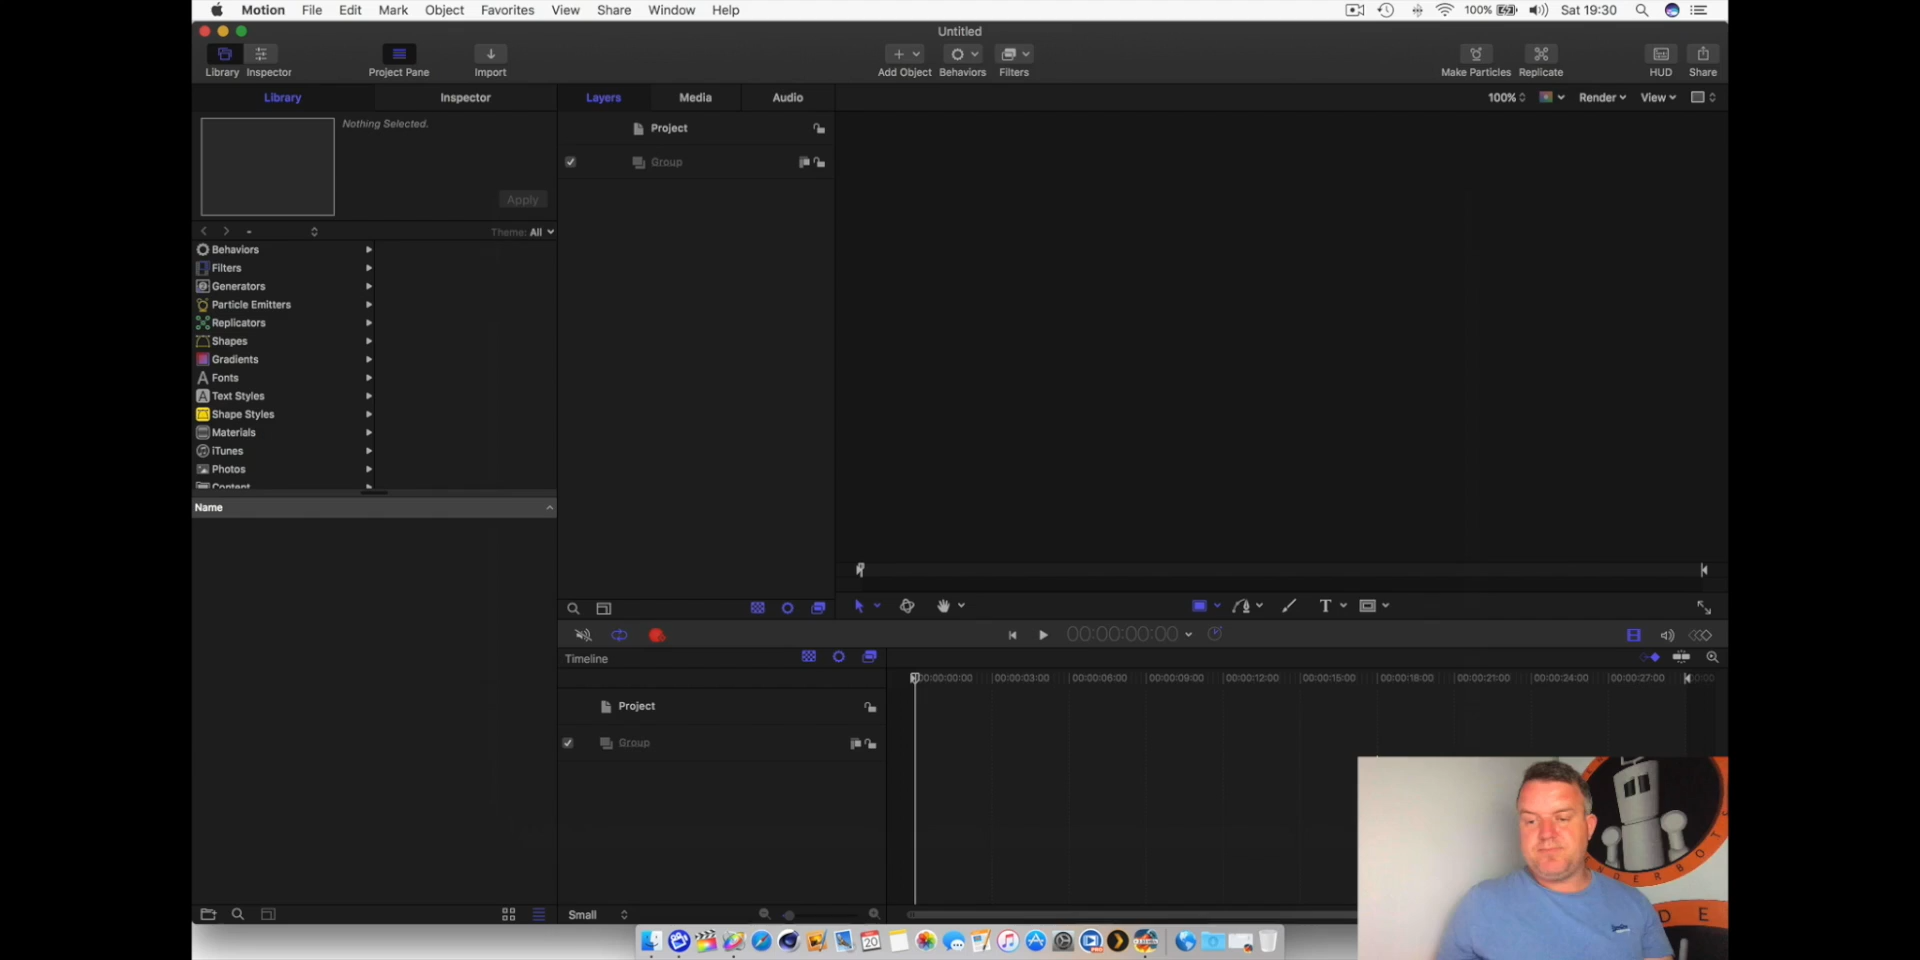 Motion File Edit Mark Object Favorites View Share Window Help 100% Sat 19:30
Untitled
Library Inspector Project Pane Import Add Object Behaviors Filters Make Particles Replicate HUD Share
Library Inspector Layers Media Audio 100% Render View
Nothing Selected.
Project
Group
Apply
Theme: All
Behaviors
Filters
Generators
Particle Emitters
Replicators
Shapes
Gradients
Fonts
Text Styles
Shape Styles
Materials
iTunes
Photos
Content
Name
00:00:00:00
Timeline
00:00:00:00 00:00:03:00 00:00:06:00 00:00:09:00 00:00:12:00 00:00:15:00 00:00:18:00 00:00:21:00 00:00:24:00 00:00:27:00
Project
Group
Small